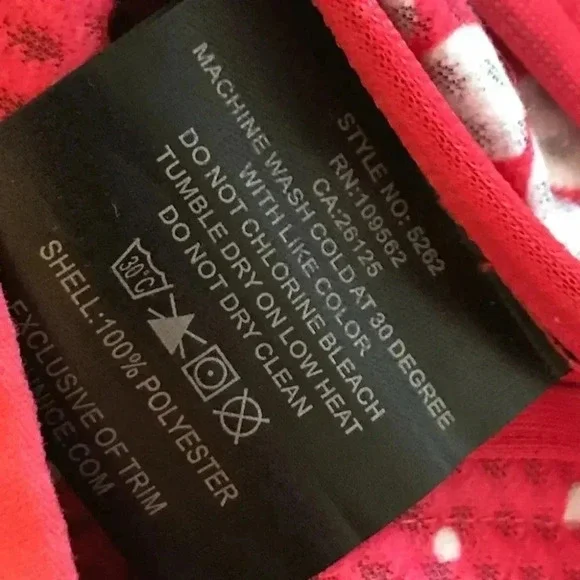 STYLE NO: 5262
RN:109562
CA:26125
MACHINE WASH COLD AT 30 DEGREE
WITH LIKE COLOR
DO NOT CHLORINE BLEACH
TUMBLE DRY ON LOW HEAT
DO NOT DRY CLEAN
30°C
SHELL:100% POLYESTER
EXCLUSIVE OF TRIM